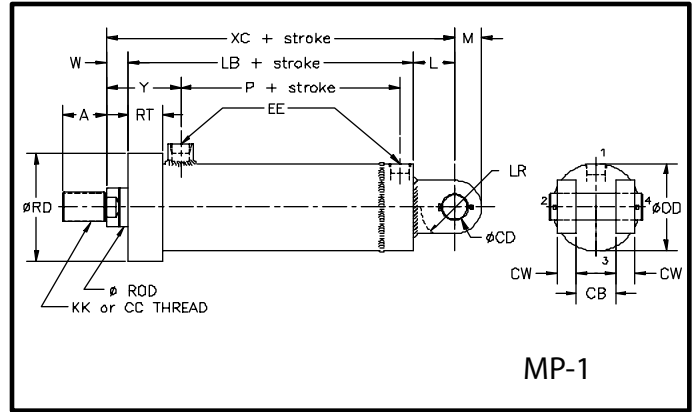 XC + stroke
M
W
LB + stroke
L
Y
P + stroke
A
RT
EE
LR
1
ØRD
2
4
ØDD
ØCD
3
CW
CW
CB
ø ROD
KK or CC THREAD
MP-1